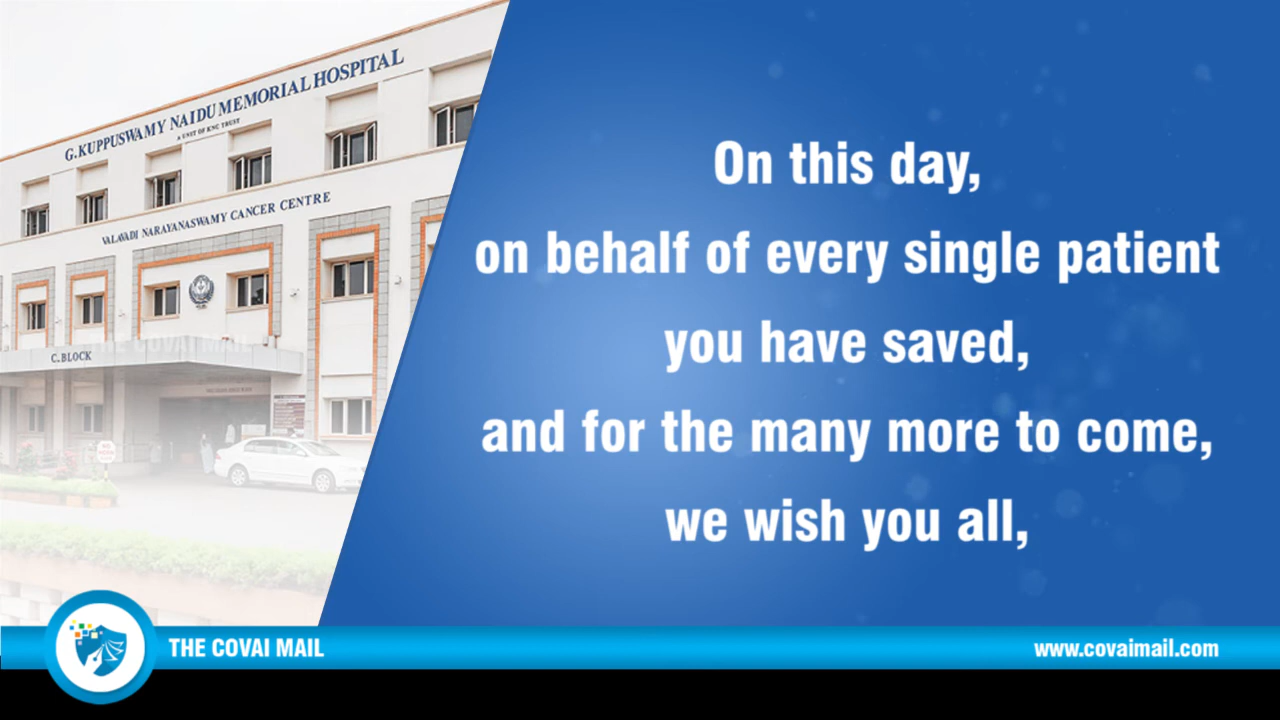 G. KUPPUSWAMY NAIDU MEMORIAL HOSPITAL
A UNIT OF KNC TRUST
VALAVADI NARAYANASWAMY CANCER CENTRE
C. BLOCK
On this day,
on behalf of every single patient
you have saved,
and for the many more to come,
we wish you all,
THE COVAI MAIL
www.covaimail.com